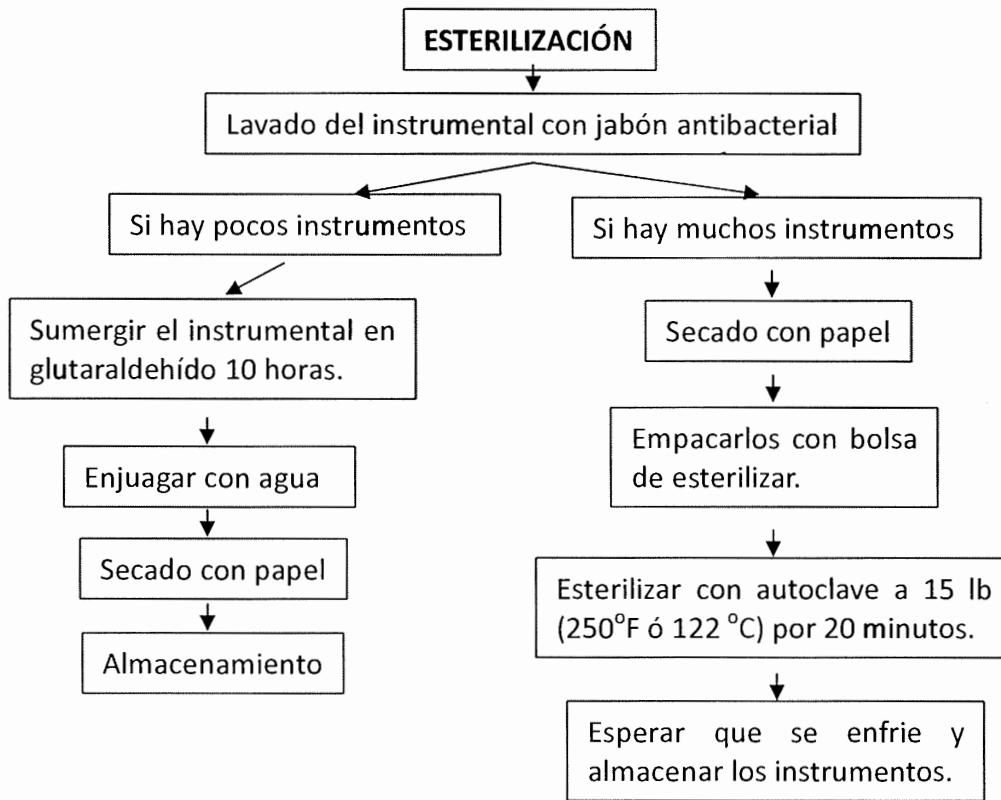 ESTERILIZACIÓN
Lavado del instrumental con jabón antibacterial
Si hay pocos instrumentos
Sumergir el instrumental en
glutaraldehído 10 horas.
Enjuagar con agua
Secado con papel
Almacenamiento
Si hay muchos instrumentos
Secado con papel
Empacarlos con bolsa
de esterilizar.
Esterilizar con autoclave a 15 lb
(250°F ó 122 °C) por 20 minutos.
Esperar que se enfrie y
almacenar los instrumentos.